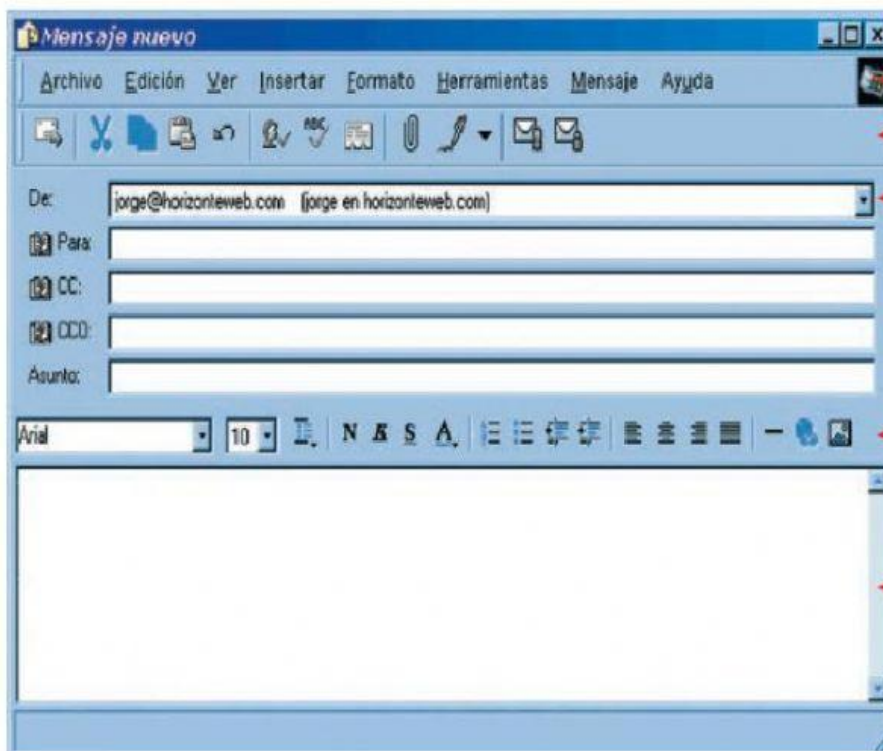 Mensaje nuevo
Archivo Edición Ver Insertar Formato Herramientas Mensaje Ayuda
ABC
De: jorge@horizonteweb.com (jorge en horizonteweb.com)
Para:
CC:
CCO:
Asunto:
Arial 10 N K S A